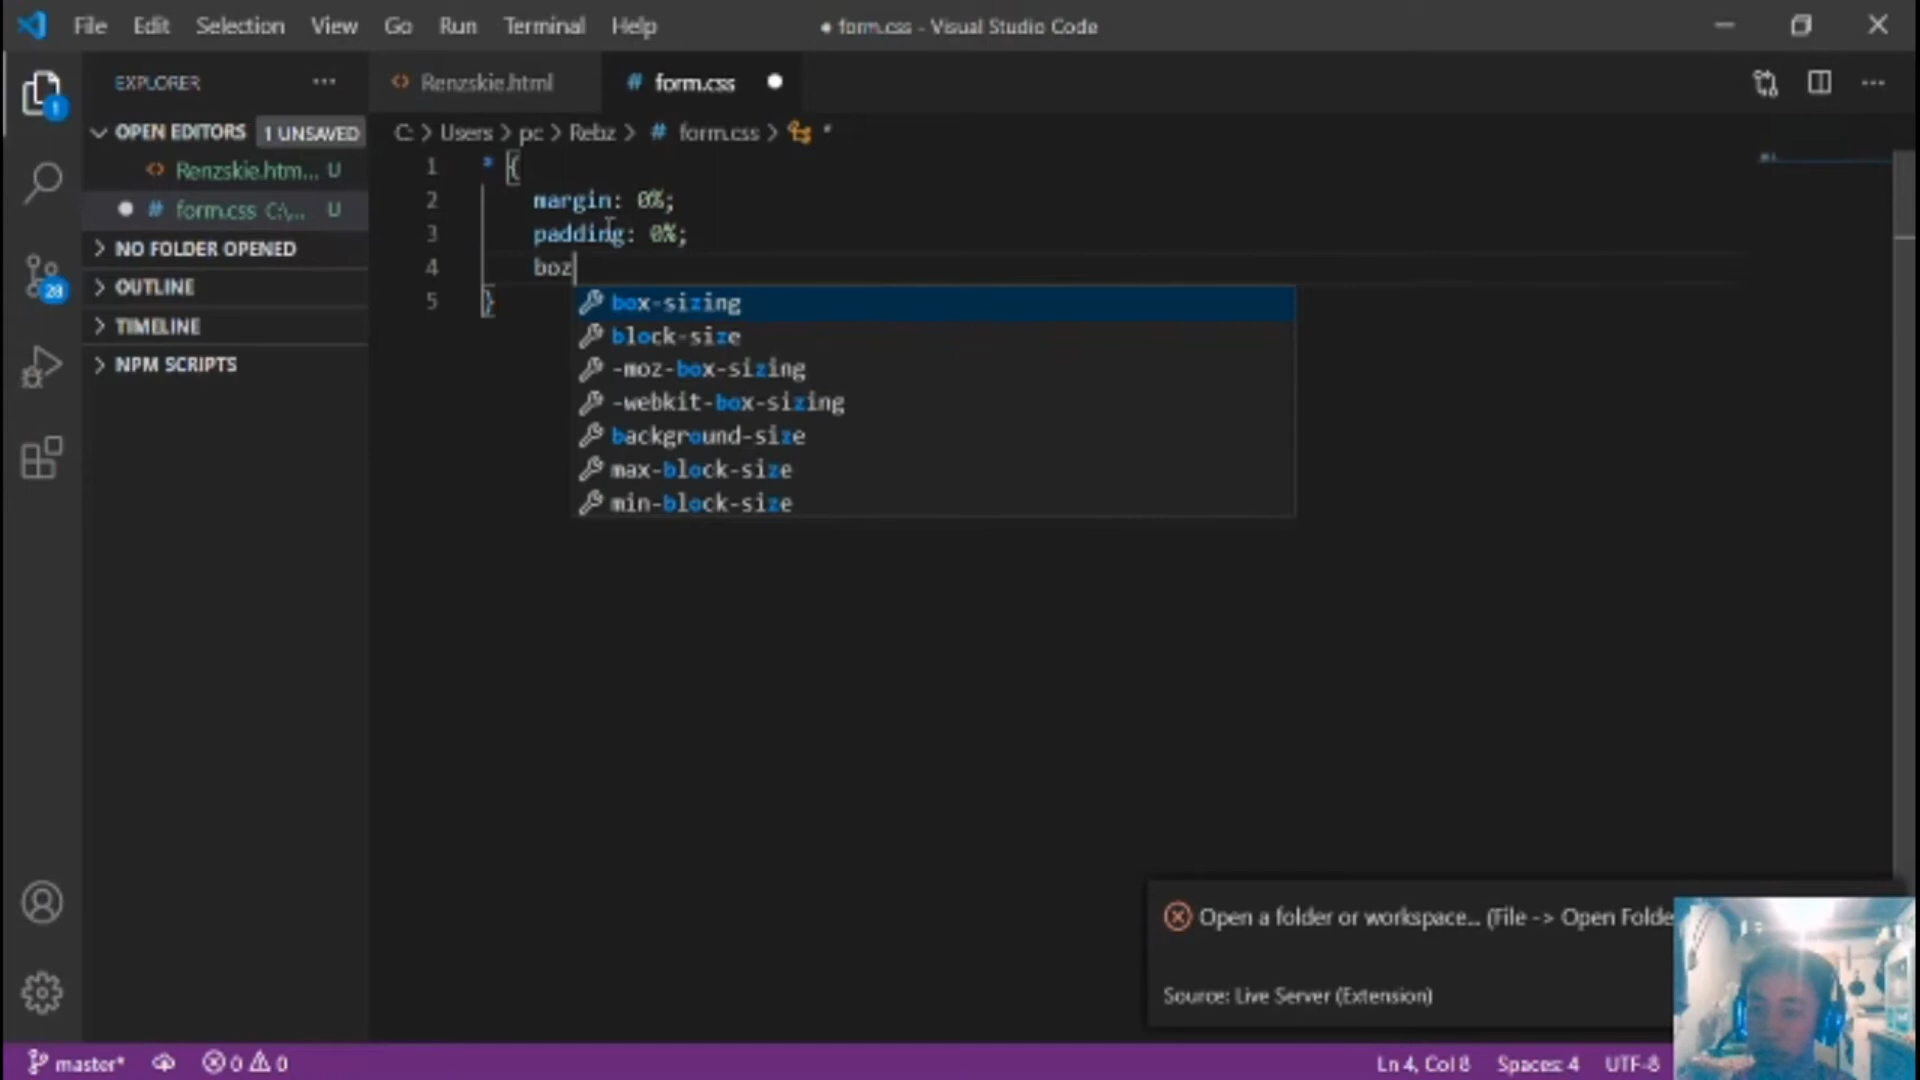 File Edit Selection View Go Run Terminal Help
● form.css - Visual Studio Code
EXPLORER ...
Renzskie.html
# form.css ●
OPEN EDITORS 1 UNSAVED
C: > Users > pc > Rebz > # form.css > *
Renzskie.htm... U
# form.css C:\... U
NO FOLDER OPENED
OUTLINE
TIMELINE
NPM SCRIPTS
1 * {
2 margin: 0%;
3 padding: 0%;
4 boz
5 }
box-sizing
block-size
-moz-box-sizing
-webkit-box-sizing
background-size
max-block-size
min-block-size
1
28
Open a folder or workspace... (File -> Open Folde
Source: Live Server (Extension)
master* 0 0 Ln 4, Col 8 Spaces: 4 UTF-8